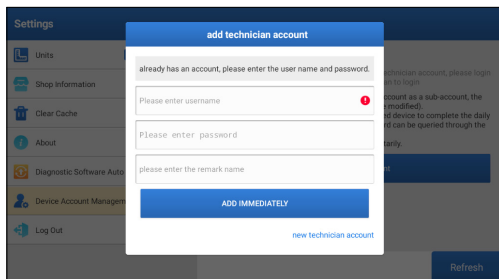 Settings
add technician account
already has an account, please enter the user name and password.
Please enter username
Please enter password
please enter the remark name
ADD IMMEDIATELY
new technician account
Units
Shop Information
Clear Cache
About
Diagnostic Software Auto
Device Account Managem
Log Out
technician account, please login
an to login
account as a sub-account, the
modified).
ed device to complete the daily
rd can be queried through the
tarily.
nt
Refresh